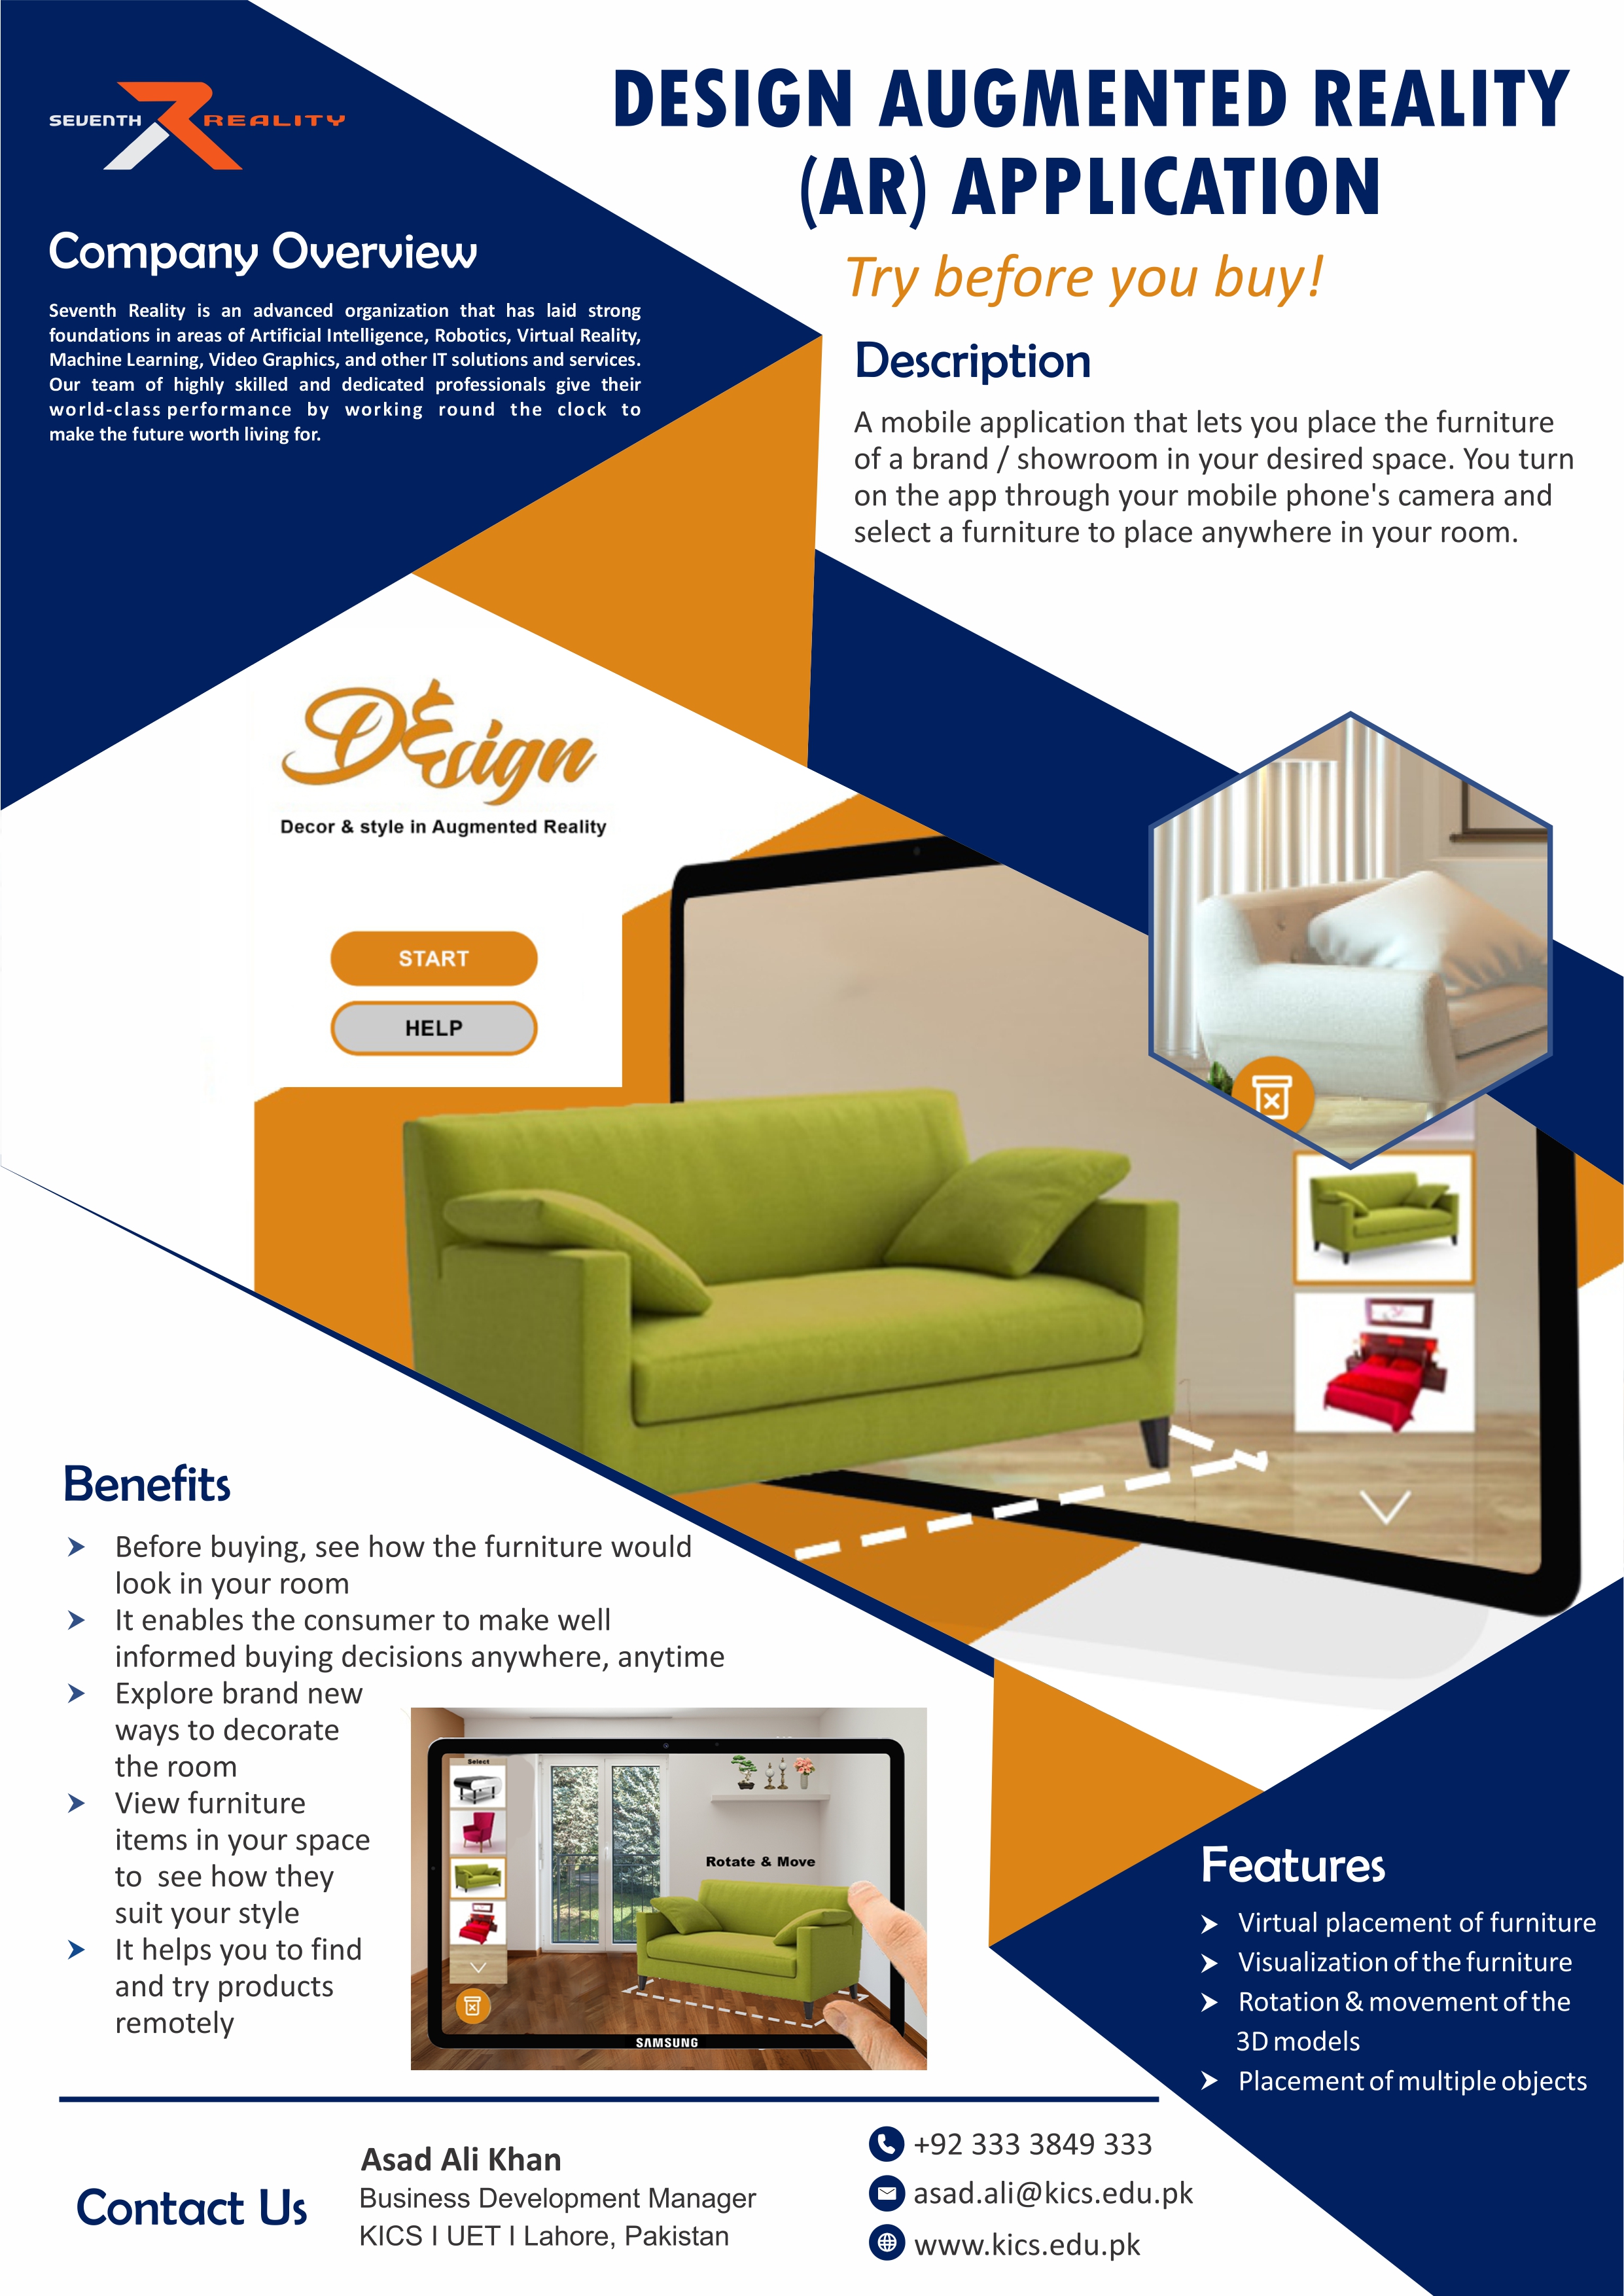 SEVENTH REALITY
DESIGN AUGMENTED REALITY
(AR) APPLICATION
Try before you buy!
Company Overview
Seventh Reality is an advanced organization that has laid strong
foundations in areas of Artificial Intelligence, Robotics, Virtual Reality,
Machine Learning, Video Graphics, and other IT solutions and services.
Our team of highly skilled and dedicated professionals give their
world-class performance by working round the clock to
make the future worth living for.
Description
A mobile application that lets you place the furniture
of a brand / showroom in your desired space. You turn
on the app through your mobile phone's camera and
select a furniture to place anywhere in your room.
Design
Decor & style in Augmented Reality
START
HELP
Benefits
➤ Before buying, see how the furniture would
look in your room
➤ It enables the consumer to make well
informed buying decisions anywhere, anytime
➤ Explore brand new
ways to decorate
the room
➤ View furniture
items in your space
to see how they
suit your style
➤ It helps you to find
and try products
remotely
Select
Rotate & Move
SAMSUNG
Features
➤ Virtual placement of furniture
➤ Visualization of the furniture
➤ Rotation & movement of the
3D models
➤ Placement of multiple objects
Contact Us
Asad Ali Khan
Business Development Manager
KICS I UET I Lahore, Pakistan
+92 333 3849 333
asad.ali@kics.edu.pk
www.kics.edu.pk